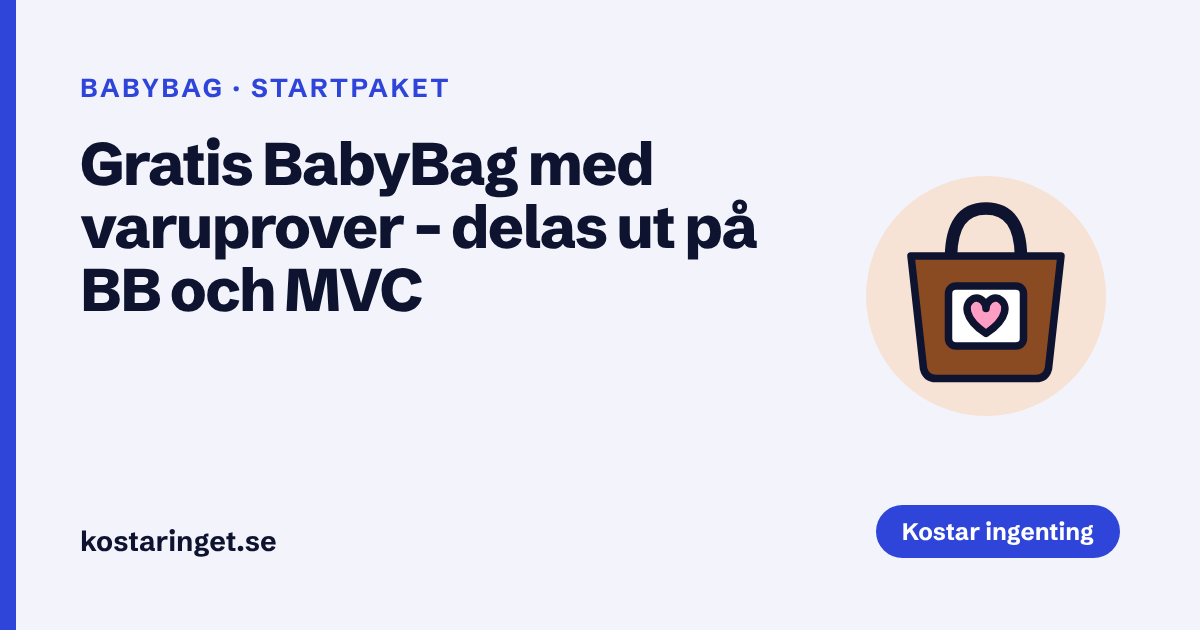 BABYBAG · STARTPAKET
Gratis BabyBag med
varuprover – delas ut på
BB och MVC
kostaringet.se
Kostar ingenting